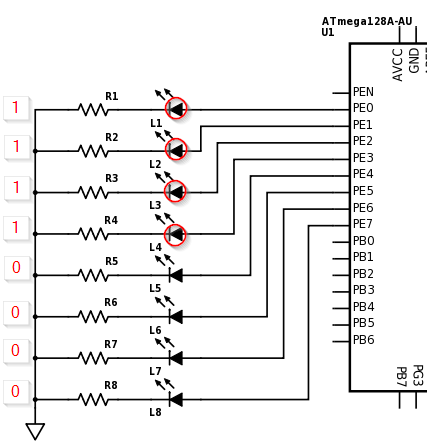 ATmega128A-AU
U1
AVCC
GND
1 R1 L1 PEN
PE0
1 R2 L2 PE1
PE2
1 R3 L3 PE3
1 R4 L4 PE4
PE5
0 R5 L5 PE6
PE7
0 R6 L6 PB0
PB1
0 R7 L7 PB2
PB3
0 R8 L8 PB4
PB5
PB6
PB7
PG3